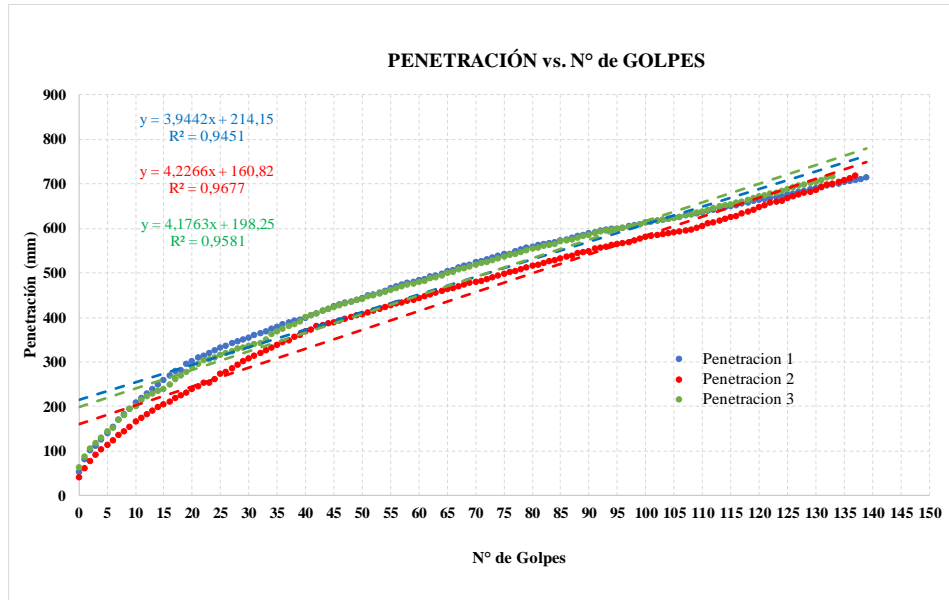 PENETRACIÓN vs. N° de GOLPES
900
800
700
600
500
400
300
200
100
0
Penetración (mm)
y = 3,9442x + 214,15
R² = 0,9451
y = 4,2266x + 160,82
R² = 0,9677
y = 4,1763x + 198,25
R² = 0,9581
Penetracion 1
Penetracion 2
Penetracion 3
0 5 10 15 20 25 30 35 40 45 50 55 60 65 70 75 80 85 90 95 100 105 110 115 120 125 130 135 140 145 150
N° de Golpes